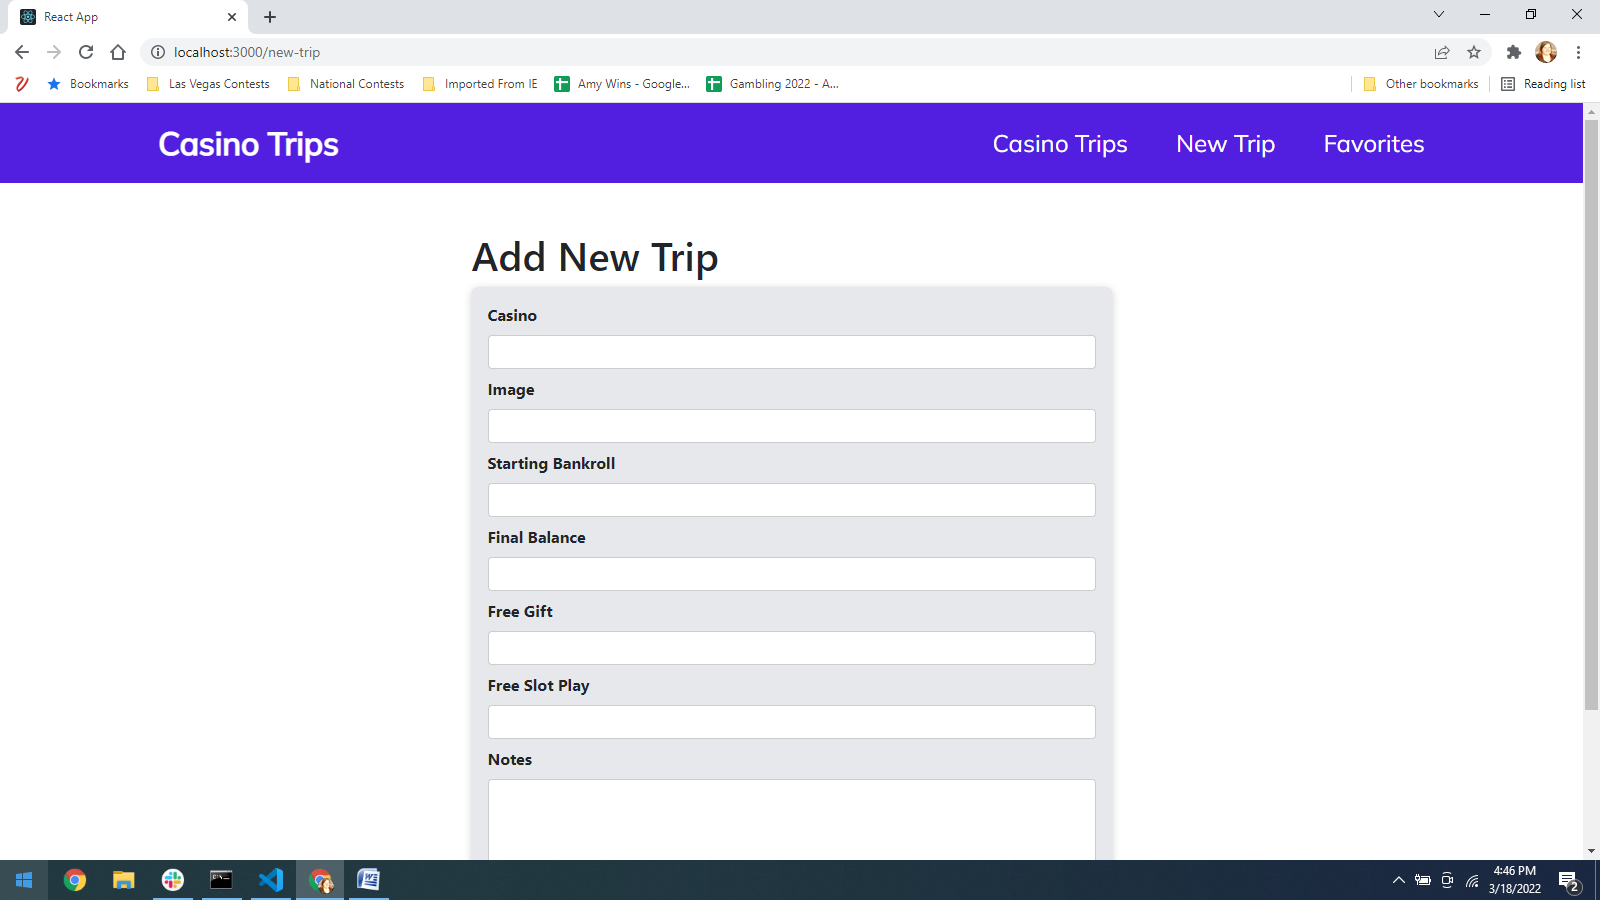 React App
localhost:3000/new-trip
Bookmarks Las Vegas Contests National Contests Imported From IE Amy Wins - Google... Gambling 2022 - A... Other bookmarks Reading list
Casino Trips Casino Trips New Trip Favorites
Add New Trip
Casino
Image
Starting Bankroll
Final Balance
Free Gift
Free Slot Play
Notes
4:46 PM
3/18/2022
2